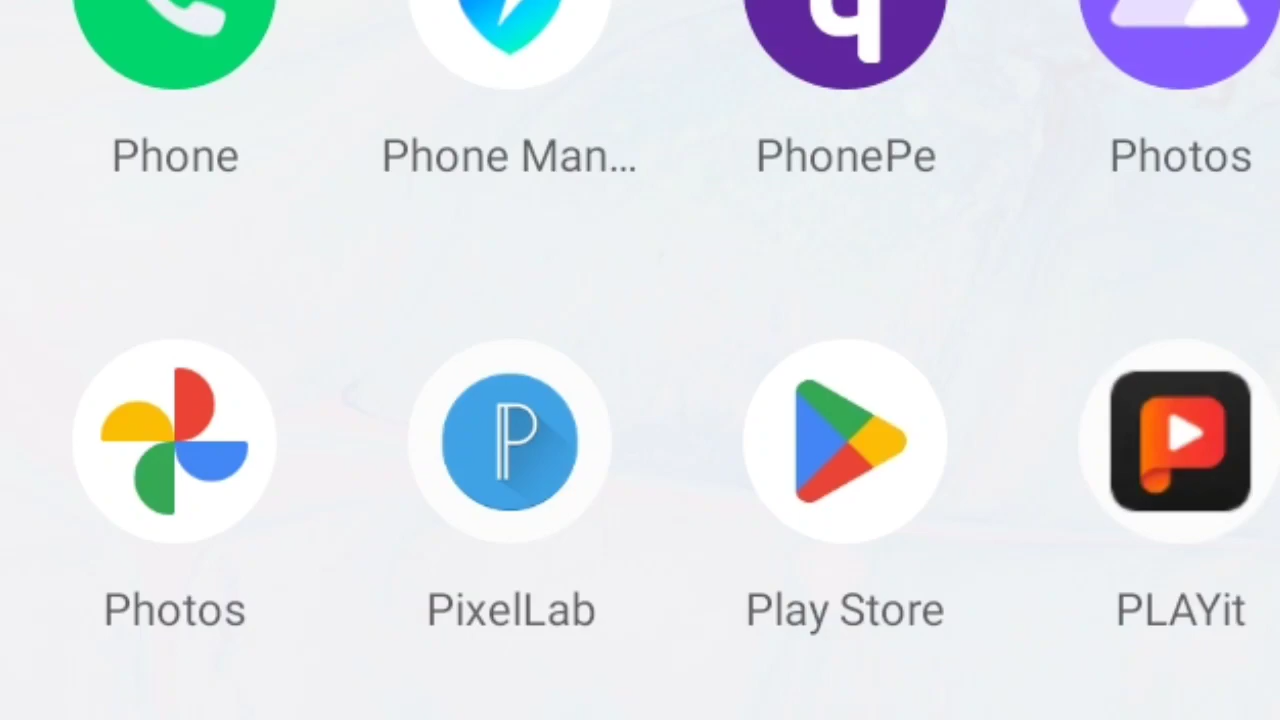 Phone
Phone Man...
PhonePe
Photos
Photos
PixelLab
Play Store
PLAYit